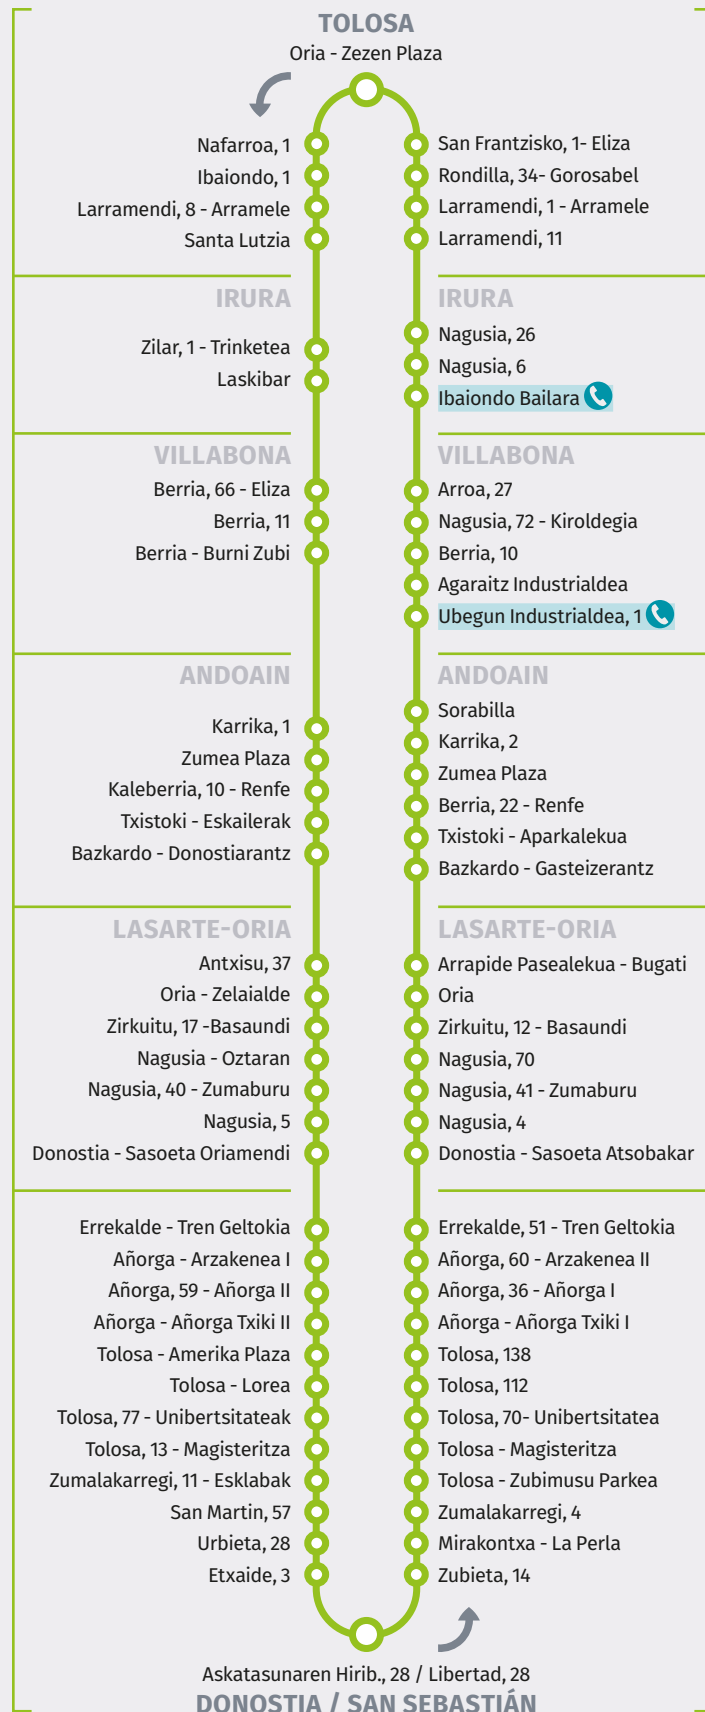 TOLOSA
Oria - Zezen Plaza
Nafarroa, 1
Ibaiondo, 1
Larramendi, 8 - Arramele
Santa Lutzia
IRURA
Zilar, 1 - Trinketea
Laskibar
VILLABONA
Berria, 66 - Eliza
Berria, 11
Berria - Burni Zubi
ANDOAIN
Karrika, 1
Zumea Plaza
Kaleberria, 10 - Renfe
Txistoki - Eskailerak
Bazkardo - Donostiarantz
LASARTE-ORIA
Antxisu, 37
Oria - Zelaialde
Zirkuitu, 17 -Basaundi
Nagusia - Oztaran
Nagusia, 40 - Zumaburu
Nagusia, 5
Donostia - Sasoeta Oriamendi
Errekalde - Tren Geltokia
Añorga - Arzakenea I
Añorga, 59 - Añorga II
Añorga - Añorga Txiki II
Tolosa - Amerika Plaza
Tolosa - Lorea
Tolosa, 77 - Unibertsitateak
Tolosa, 13 - Magisteritza
Zumalakarregi, 11 - Esklabak
San Martin, 57
Urbieta, 28
Etxaide, 3
San Frantzisko, 1- Eliza
Rondilla, 34- Gorosabel
Larramendi, 1 - Arramele
Larramendi, 11
IRURA
Nagusia, 26
Nagusia, 6
Ibaiondo Bailara
VILLABONA
Arroa, 27
Nagusia, 72 - Kiroldegia
Berria, 10
Agaraitz Industrialdea
Ubegun Industrialdea, 1
ANDOAIN
Sorabilla
Karrika, 2
Zumea Plaza
Berria, 22 - Renfe
Txistoki - Aparkalekua
Bazkardo - Gasteizerantz
LASARTE-ORIA
Arrapide Pasealekua - Bugati
Oria
Zirkuitu, 12 - Basaundi
Nagusia, 70
Nagusia, 41 - Zumaburu
Nagusia, 4
Donostia - Sasoeta Atsobakar
Errekalde, 51 - Tren Geltokia
Añorga, 60 - Arzakenea II
Añorga, 36 - Añorga I
Añorga - Añorga Txiki I
Tolosa, 138
Tolosa, 112
Tolosa, 70- Unibertsitatea
Tolosa - Magisteritza
Tolosa - Zubimusu Parkea
Zumalakarregi, 4
Mirakontxa - La Perla
Zubieta, 14
Askatasunaren Hirib., 28 / Libertad, 28
DONOSTIA / SAN SEBASTIÁN